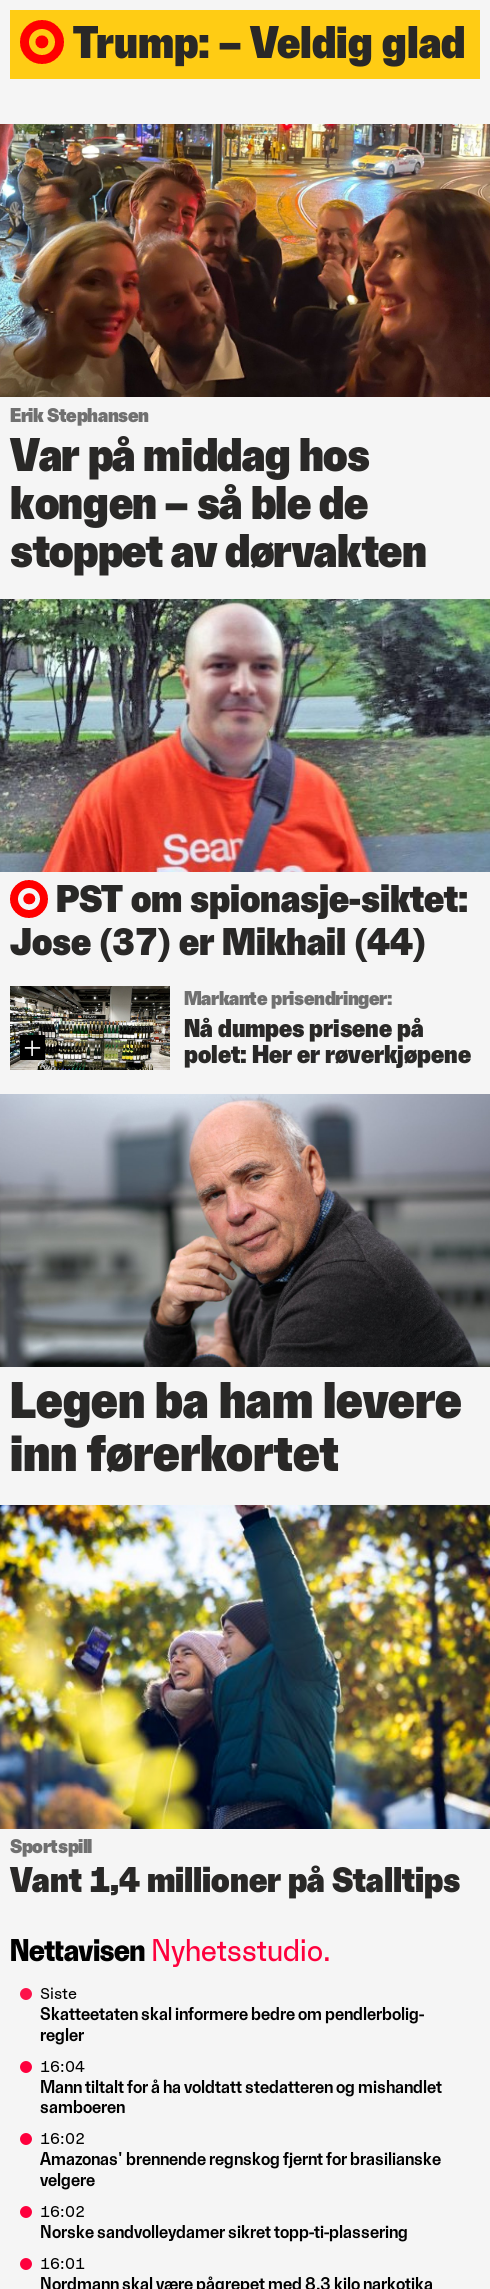 Trump: – Veldig glad
Erik Stephansen
Var på middag hos
kongen – så ble de
stoppet av dørvakten
Sean
PST om spionasje-siktet:
Jose (37) er Mikhail (44)
Markante prisendringer:
Nå dumpes prisene på
polet: Her er røverkjøpene
Legen ba ham levere
inn førerkortet
Sportspill
Vant 1,4 millioner på Stalltips
Nettavisen Nyhetsstudio.
Siste
Skatteetaten skal informere bedre om pendlerbolig-
regler
16:04
Mann tiltalt for å ha voldtatt stedatteren og mishandlet
samboeren
16:02
Amazonas' brennende regnskog fjernt for brasilianske
velgere
16:02
Norske sandvolleydamer sikret topp-ti-plassering
16:01
Nordmann skal være pågrepet med 8,3 kilo narkotika